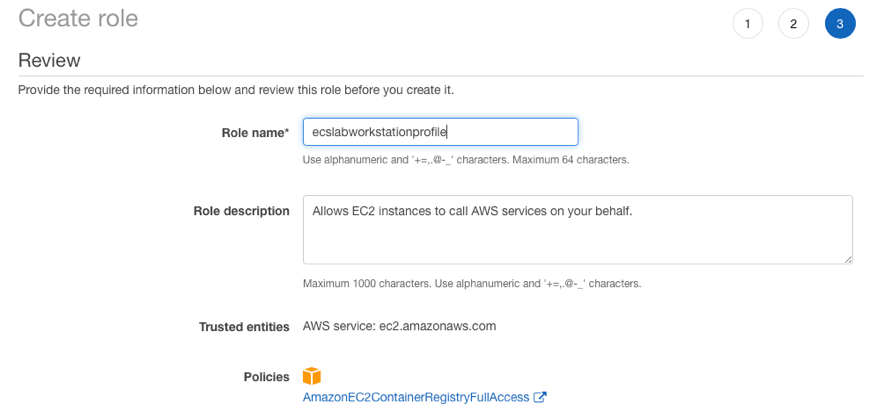 Create role
1 2 3
Review
Provide the required information below and review this role before you create it.
Role name* ecslabworkstationprofile
Use alphanumeric and '+=,.@-_' characters. Maximum 64 characters.
Role description Allows EC2 instances to call AWS services on your behalf.
Maximum 1000 characters. Use alphanumeric and '+=,.@-_' characters.
Trusted entities AWS service: ec2.amazonaws.com
Policies
AmazonEC2ContainerRegistryFullAccess